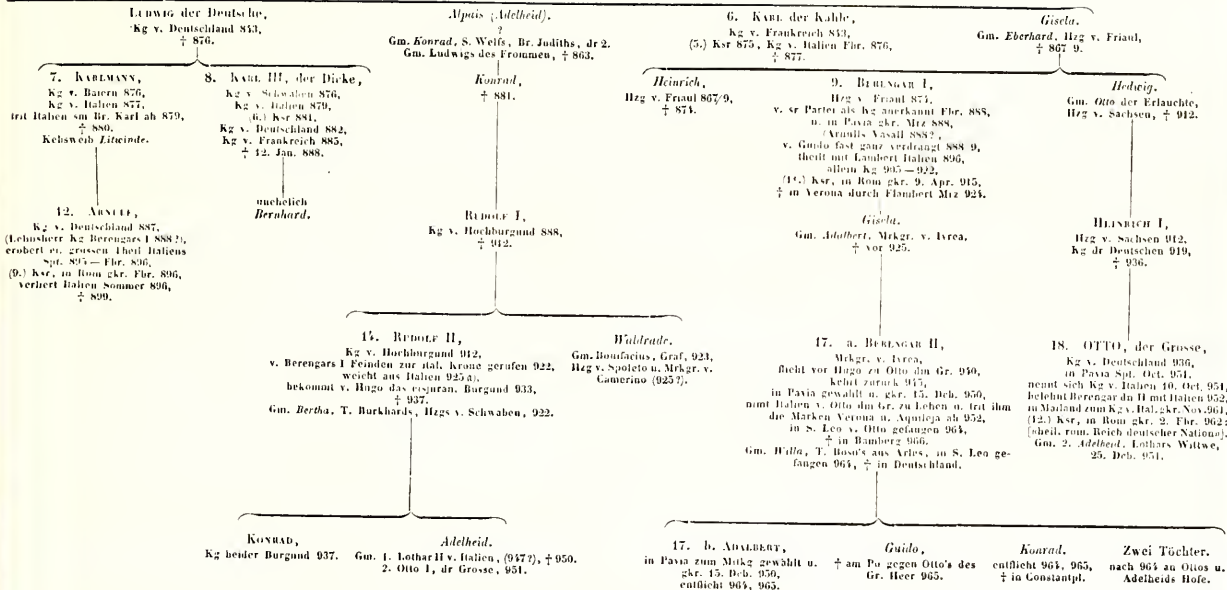 Ludwig der Deutsche,
Kg v. Deutschland 843,
† 876.
Alpais (Adelheid).
?
Gm. Konrad, S. Welfs, Br. Judiths, dr 2.
Gm. Ludwigs des Frommen, † 863.
6. Karl der Kahle,
Kg v. Frankreich 843,
(5.) Ksr 875, Kg v. Italien Fbr. 876,
† 877.
Gisela.
Gm. Eberhard, Hzg v. Friaul,
† 867 9.
7. Karlmann,
Kg v. Baiern 876,
Kg v. Italien 877,
trit Italien sm Br. Karl ab 879,
† 880.
Kebsweib Litwinde.
8. Karl III, der Dicke,
Kg v. Schwaben 876,
Kg v. Italien 879,
(6.) Ksr 881,
Kg v. Deutschland 882,
Kg v. Frankreich 885,
† 12. Jan. 888.
Konrad,
† 881.
Heinrich,
Hzg v. Friaul 867/9,
† 874.
9. Berengar I,
Hzg v. Friaul 874,
v. sr Partei als Kg anerkannt Fbr. 888,
u. in Pavia gkr. Mrz 888,
(Arnulfs Vasall 888?,
v. Guido fast ganz verdrängt 888 9,
theilt mit Lambert Italien 896,
allein Kg 905—922,
(11.) Ksr, in Rom gkr. 9. Apr. 915,
† in Verona durch Flambert Mrz 924.
Hedwig.
Gm. Otto der Erlauchte,
Hzg v. Sachsen, † 912.
unehelich
Bernhard.
12. Arnulf,
Kg v. Deutschland 887,
(Lehnsherr Kg Berengars I 888?),
erobert en. grossen Theil Italiens
Spt. 895—Fbr. 896,
(9.) Ksr, in Rom gkr. Fbr. 896,
verliert Italien Sommer 896,
† 899.
Rudolf I,
Kg v. Hochburgund 888,
† 912.
Gisela.
Gm. Adalbert, Mrkgr. v. Ivrea,
† vor 925.
Heinrich I,
Hzg v. Sachsen 912,
Kg dr Deutschen 919,
† 936.
14. Rudolf II,
Kg v. Hochburgund 912,
v. Berengars I Feinden zur ital. Krone gerufen 922,
weicht aus Italien 925 a),
bekommt v. Hugo das cisjuran. Burgund 933,
† 937.
Gm. Bertha, T. Burkhards, Hzgs v. Schwaben, 922.
Waldrade.
Gm. Bonifacius, Graf, 923,
Hzg v. Spoleto u. Mrkgr. v.
Camerino (925?).
17. a. Berengar II,
Mrkgr. v. Ivrea,
flieht vor Hugo zu Otto dm Gr. 940,
kehrt zurück 945,
in Pavia gewählt u. gkr. 15. Dcb. 950,
nimt Italien v. Otto dm Gr. zu Lehen u. trit ihm
die Marken Verona u. Aquileja ab 952,
in S. Leo v. Otto gefangen 964,
† in Bamberg 966.
Gm. Willa, T. Boso's aus Arles, in S. Leo ge-
fangen 964, † in Deutschland.
18. OTTO, der Grosse,
Kg v. Deutschland 936,
in Pavia Spt. Oct. 951,
nennt sich Kg v. Italien 10. Oct. 951,
belehnt Berengar dn II mit Italien 952,
in Mailand zum Kg v. Ital. gkr. Nov. 961,
(12.) Ksr, in Rom gkr. 2. Fbr. 962
röm. Reich deutscher Nation
Gm. 2. Adelheid, Lothars Wittwe,
25. Dcb. 951.
Konrad,
Kg beider Burgund 937.
Adelheid.
Gm. 1. Lothar II v. Italien, (947?), † 950.
2. Otto I, dr Grosse, 951.
17. b. Adalbert,
in Pavia zum Mitkg gewählt u.
gkr. 15. Dcb. 950,
entflieht 964, 965.
Guido,
† am Po gegen Otto's des
Gr. Heer 965.
Konrad.
entflieht 964, 965,
† in Constantpl.
Zwei Töchter.
nach 964 an Ottos u.
Adelheids Hofe.